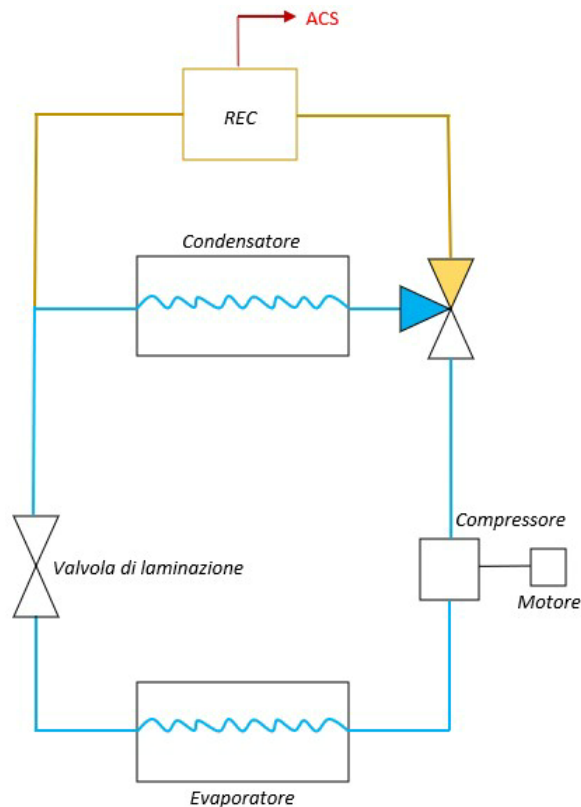 ACS
REC
Condensatore
Compressore
Valvola di laminazione
Motore
Evaporatore